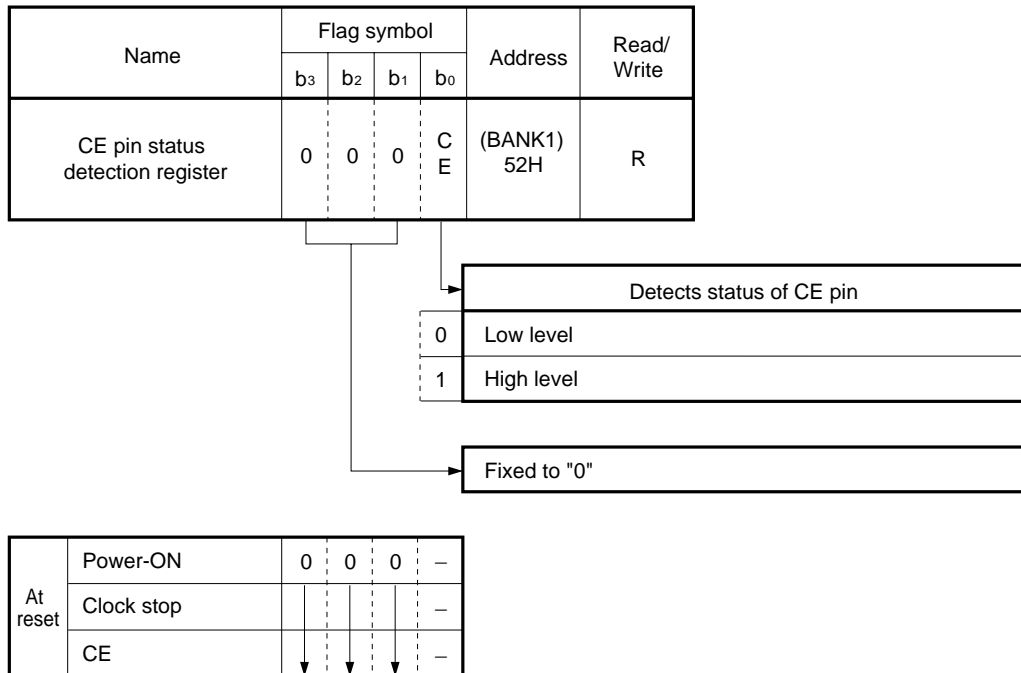 Name Flag symbol Address Read/
Write
b3 b2 b1 b0
CE pin status
detection register
0 0 0 C
E
(BANK1)
52H
R
Detects status of CE pin
0 Low level
1 High level
Fixed to "0"
At
reset
Power-ON 0 0 0 –
Clock stop –
CE –